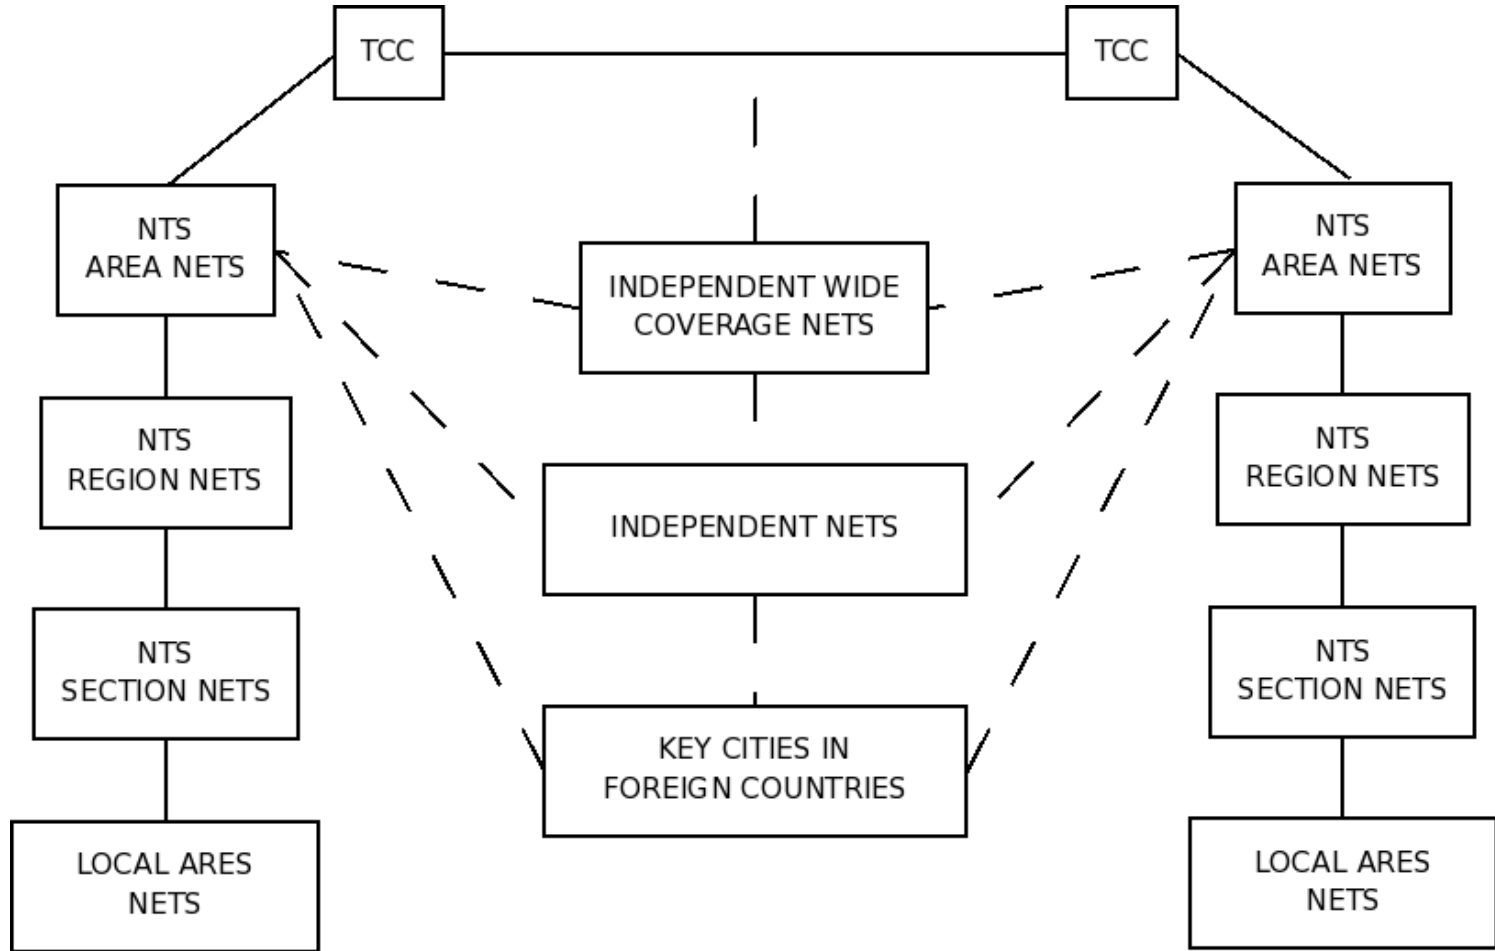 TCC
TCC
NTS
AREA NETS
NTS
REGION NETS
NTS
SECTION NETS
LOCAL ARES
NETS
INDEPENDENT WIDE
COVERAGE NETS
INDEPENDENT NETS
KEY CITIES IN
FOREIGN COUNTRIES
NTS
AREA NETS
NTS
REGION NETS
NTS
SECTION NETS
LOCAL ARES
NETS